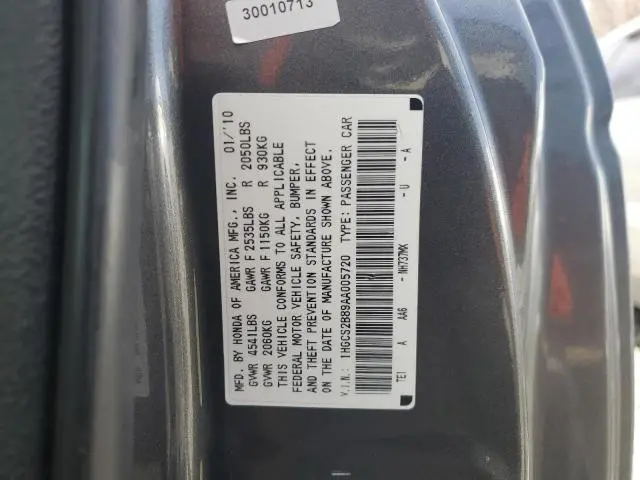 30010713
MFD. BY HONDA OF AMERICA MFG., INC. 01/'10
GVWR 4541LBS GAWR F 2535LBS R 2050LBS
GVWR 2060KG GAWR F 1150KG R 930KG
THIS VEHICLE CONFORMS TO ALL APPLICABLE
FEDERAL MOTOR VEHICLE SAFETY, BUMPER,
AND THEFT PREVENTION STANDARDS IN EFFECT
ON THE DATE OF MANUFACTURE SHOWN ABOVE.
V.I.N.: 1HGCS2B89AA005720 TYPE: PASSENGER CAR
TE1 A AA6 - NH737MX - U - A